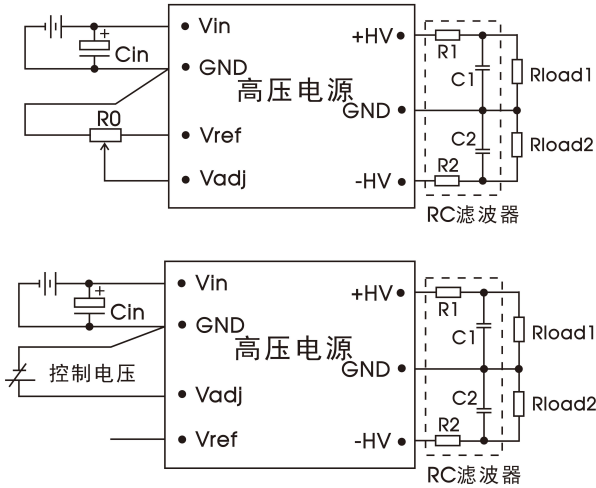 Vin
+
Cin
GND
高压电源
R0
Vref
Vadj
+HV
R1
C1
Rload1
GND
C2
Rload2
R2
-HV
RC滤波器
Vin
+
Cin
GND
高压电源
控制电压
Vadj
Vref
+HV
R1
C1
Rload1
GND
C2
Rload2
R2
-HV
RC滤波器